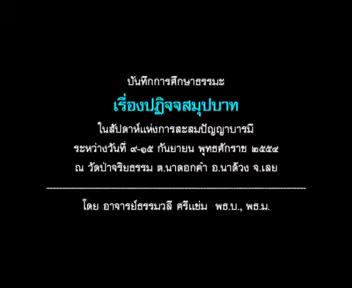 บันทึกการศึกษาธรรมะ
เรื่องปฏิจจสมุปบาท
ในสัปดาห์แห่งการสะสมปัญญาบารมี
ระหว่างวันที่ ๙-๑๕ กันยายน พุทธศักราช ๒๕๕๔
ณ วัดป่าจริยธรรม ต.นาดอกคำ อ.นาด้วง จ.เลย
โดย อาจารย์ธรรมวลี ศรีแช่ม พธ.บ., พธ.ม.